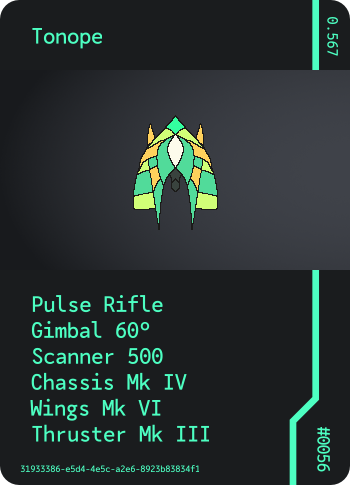 Tonope
0.567
Pulse Rifle
Gimbal 60º
Scanner 500
Chassis Mk IV
Wings Mk VI
Thruster Mk III
#0056
31933386-e5d4-4e5c-a2e6-8923b83834f1